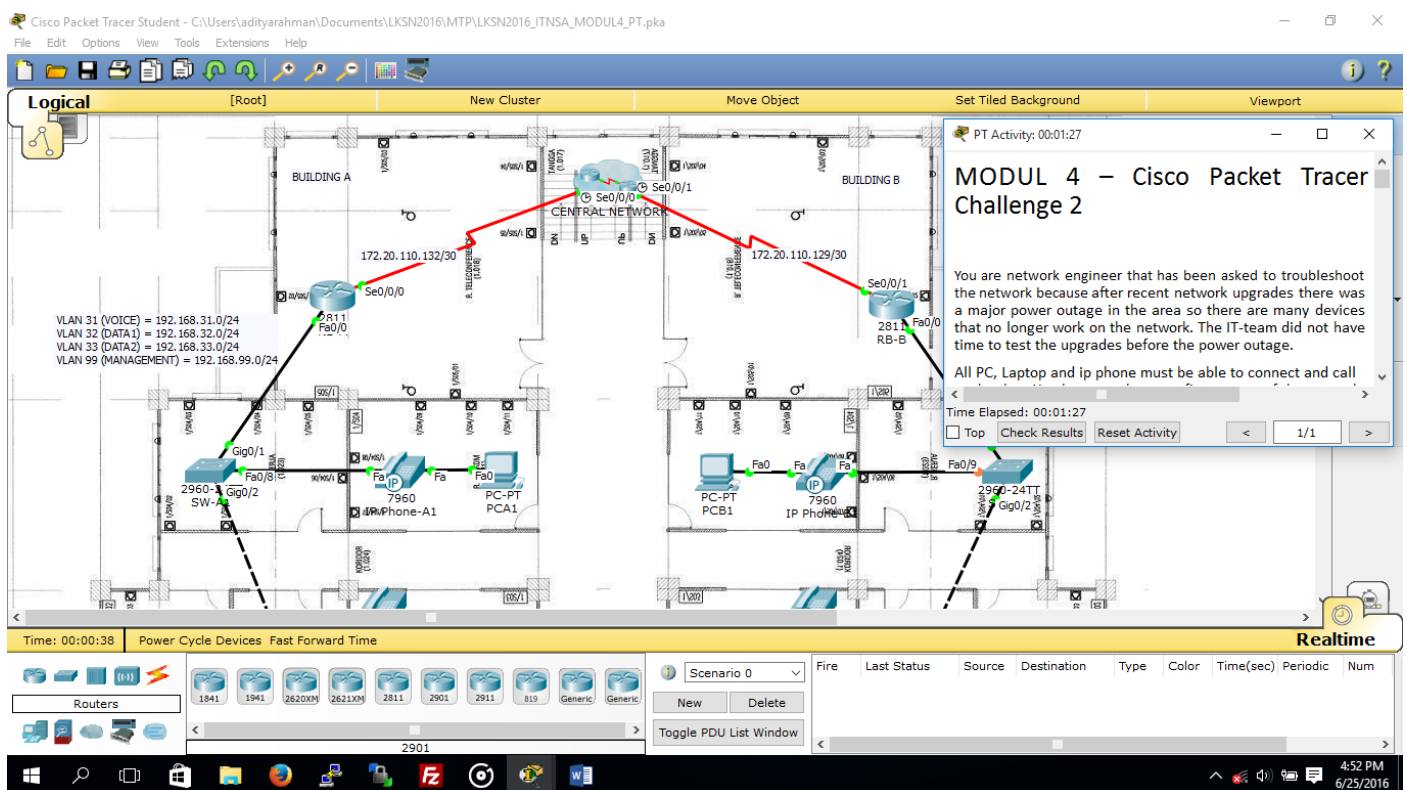 Cisco Packet Tracer Student - C:\Users\adityarahman\Documents\LKSN2016\MTP\LKSN2016_ITNSA_MODUL4_PT.pka
File Edit Options View Tools Extensions Help
Logical [Root] New Cluster Move Object Set Tiled Background Viewport
BUILDING A
BUILDING B
Se0/0/1
Se0/0/0
CENTRAL NETWORK
172.20.110.132/30
172.20.110.129/30
Se0/0/0
Se0/0/1
2811
Fa0/0
2811
Fa0/0
RB-B
VLAN 31 (VOICE) = 192.168.31.0/24
VLAN 32 (DATA1) = 192.168.32.0/24
VLAN 33 (DATA2) = 192.168.33.0/24
VLAN 99 (MANAGEMENT) = 192.168.99.0/24
PT Activity: 00:01:27
MODUL 4 – Cisco Packet Tracer
Challenge 2
You are network engineer that has been asked to troubleshoot
the network because after recent network upgrades there was
a major power outage in the area so there are many devices
that no longer work on the network. The IT-team did not have
time to test the upgrades before the power outage.
All PC, Laptop and ip phone must be able to connect and call
Time Elapsed: 00:01:27
Top Check Results Reset Activity < 1/1 >
Gig0/1
Fa0/8
Gig0/2
SW-A1
Fa
IP
Fa
7960
IP Phone-A1
Fa0
PC-PT
PCA1
Fa0
PC-PT
PCB1
Fa
IP
Fa
7960
IP Phone
Fa0/9
2960-24TT
Gig0/2
Time: 00:00:38 Power Cycle Devices Fast Forward Time Realtime
Routers
1841 1941 2620XM 2621XM 2811 2901 2911 819 Generic Generic
2901
Scenario 0
New Delete
Toggle PDU List Window
Fire Last Status Source Destination Type Color Time(sec) Periodic Num
4:52 PM
6/25/2016